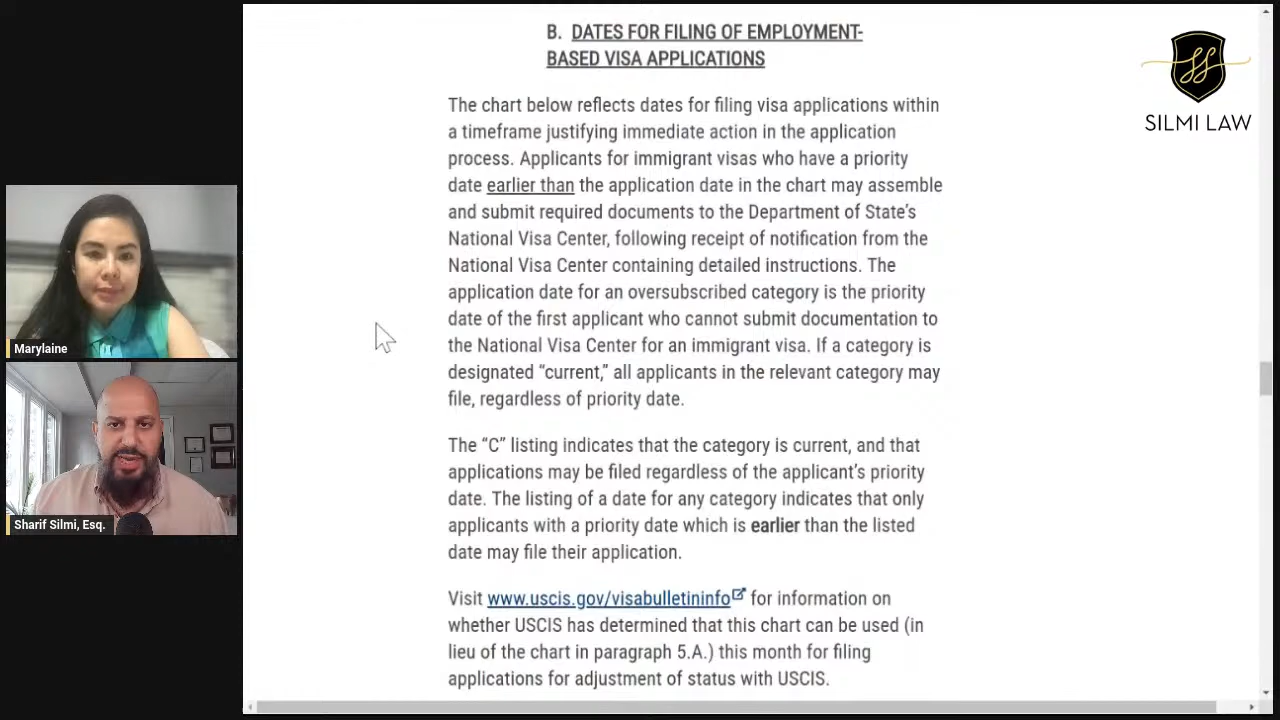 B. DATES FOR FILING OF EMPLOYMENT-
BASED VISA APPLICATIONS
The chart below reflects dates for filing visa applications within
a timeframe justifying immediate action in the application
process. Applicants for immigrant visas who have a priority
date earlier than the application date in the chart may assemble
and submit required documents to the Department of State's
National Visa Center, following receipt of notification from the
National Visa Center containing detailed instructions. The
application date for an oversubscribed category is the priority
date of the first applicant who cannot submit documentation to
the National Visa Center for an immigrant visa. If a category is
designated “current,” all applicants in the relevant category may
file, regardless of priority date.
The “C” listing indicates that the category is current, and that
applications may be filed regardless of the applicant's priority
date. The listing of a date for any category indicates that only
applicants with a priority date which is earlier than the listed
date may file their application.
Visit www.uscis.gov/visabulletininfo for information on
whether USCIS has determined that this chart can be used (in
lieu of the chart in paragraph 5.A.) this month for filing
applications for adjustment of status with USCIS.
SILMI LAW
Marylaine
Sharif Silmi, Esq.